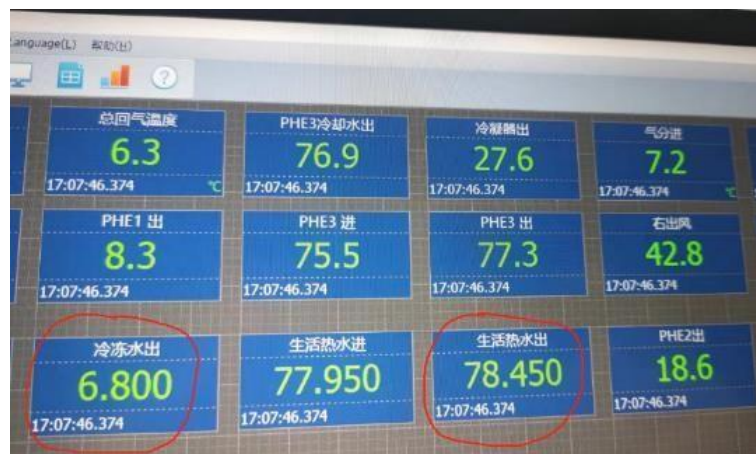 anguage(L) 帮助(H)
总回气温度 PHE3冷却水出 冷凝器出 气分进
6.3 76.9 27.6 7.2
17:07:46.374 ℃ 17:07:46.374 17:07:46.374 17:07:46.374 ℃
PHE1 出 PHE3 进 PHE3 出 右出风
8.3 75.5 77.3 42.8
17:07:46.374 17:07:46.374 17:07:46.374 17:07:46.374
冷冻水出 生活热水进 生活热水出 PHE2出
6.800 77.950 78.450 18.6
17:07:46.374 17:07:46.374 17:07:46.374 17:07:46.374